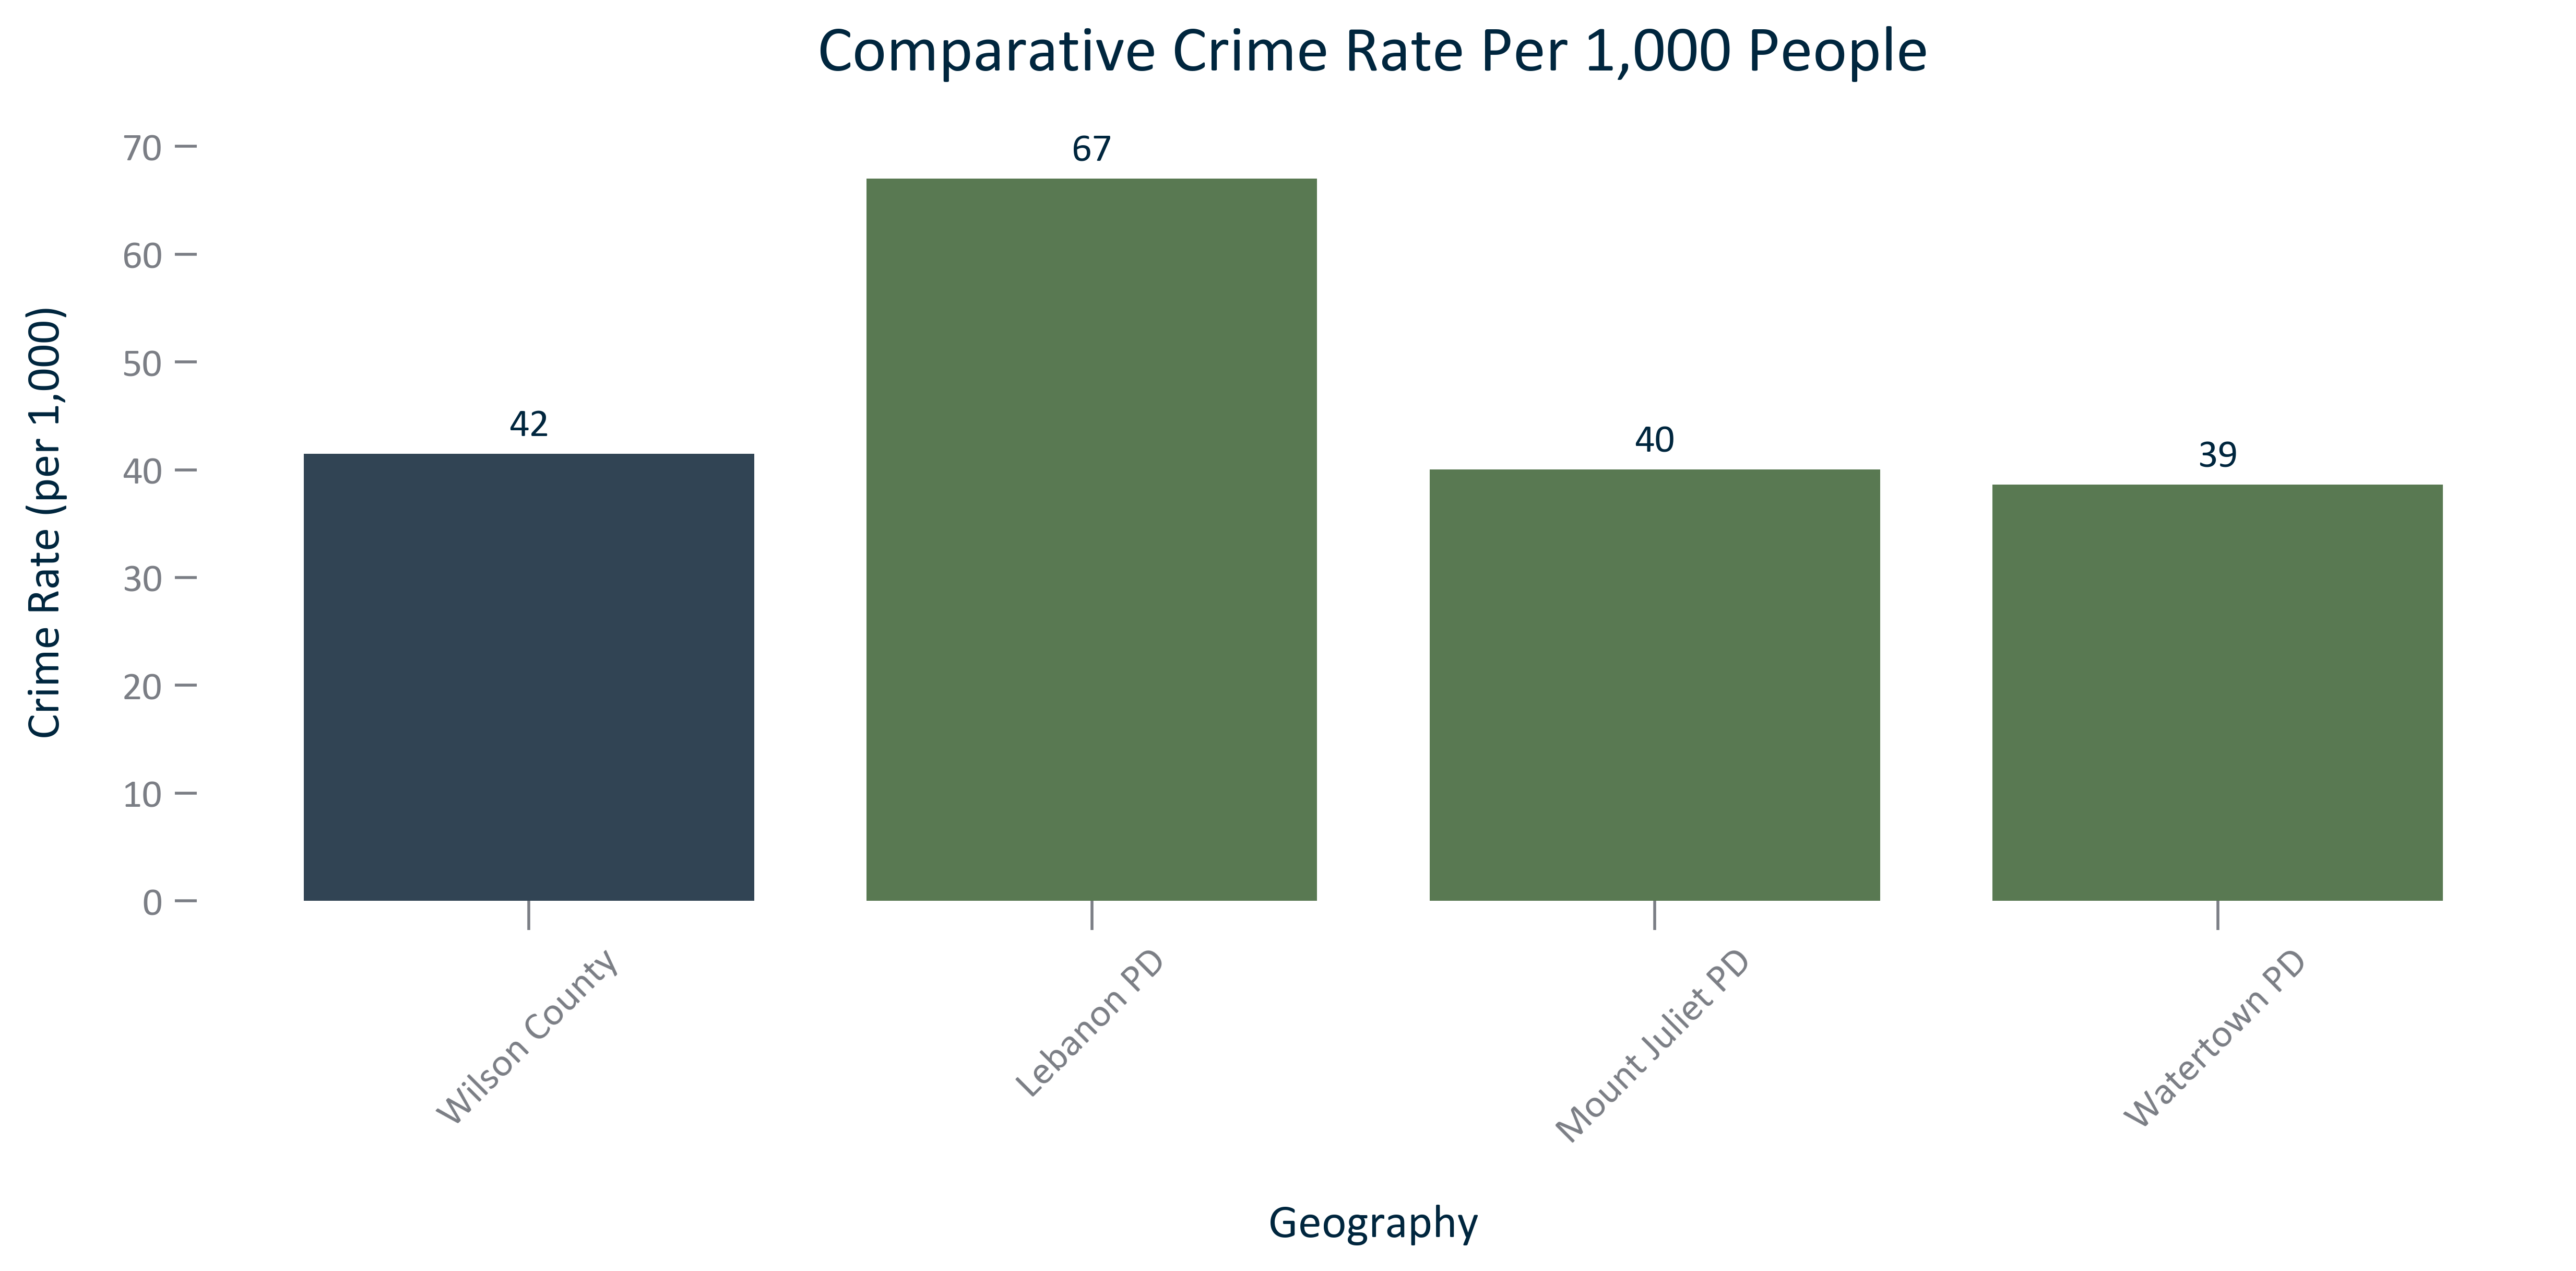 Comparative Crime Rate Per 1,000 People
Crime Rate (per 1,000)
70
60
50
40
30
20
10
0
42
67
40
39
Wilson County
Lebanon PD
Mount Juliet PD
Watertown PD
Geography